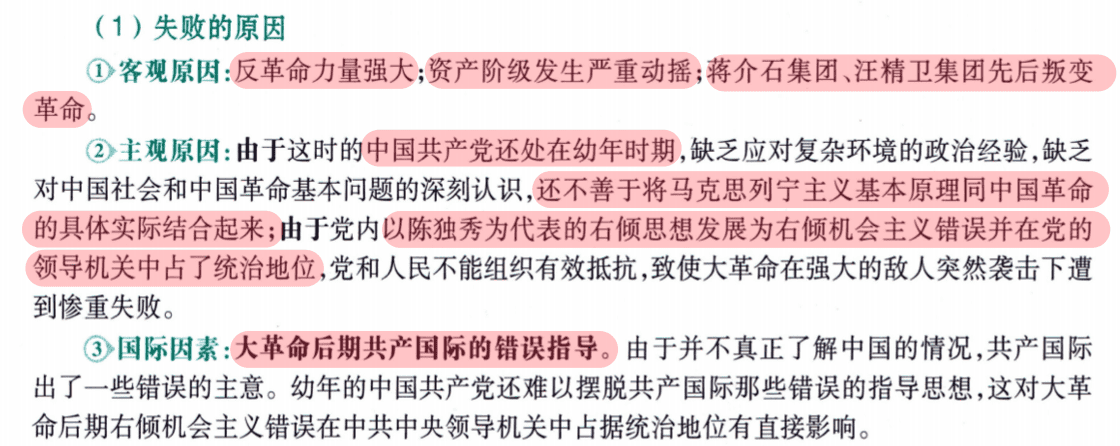 （1）失败的原因
①客观原因:反革命力量强大;资产阶级发生严重动摇;蒋介石集团、汪精卫集团先后叛变
革命。
②主观原因:由于这时的中国共产党还处在幼年时期,缺乏应对复杂环境的政治经验,缺乏
对中国社会和中国革命基本问题的深刻认识,还不善于将马克思列宁主义基本原理同中国革命
的具体实际结合起来;由于党内以陈独秀为代表的右倾思想发展为右倾机会主义错误并在党的
领导机关中占了统治地位,党和人民不能组织有效抵抗,致使大革命在强大的敌人突然袭击下遭
到惨重失败。
③国际因素:大革命后期共产国际的错误指导。由于并不真正了解中国的情况,共产国际
出了一些错误的主意。幼年的中国共产党还难以摆脱共产国际那些错误的指导思想,这对大革
命后期右倾机会主义错误在中共中央领导机关中占据统治地位有直接影响。